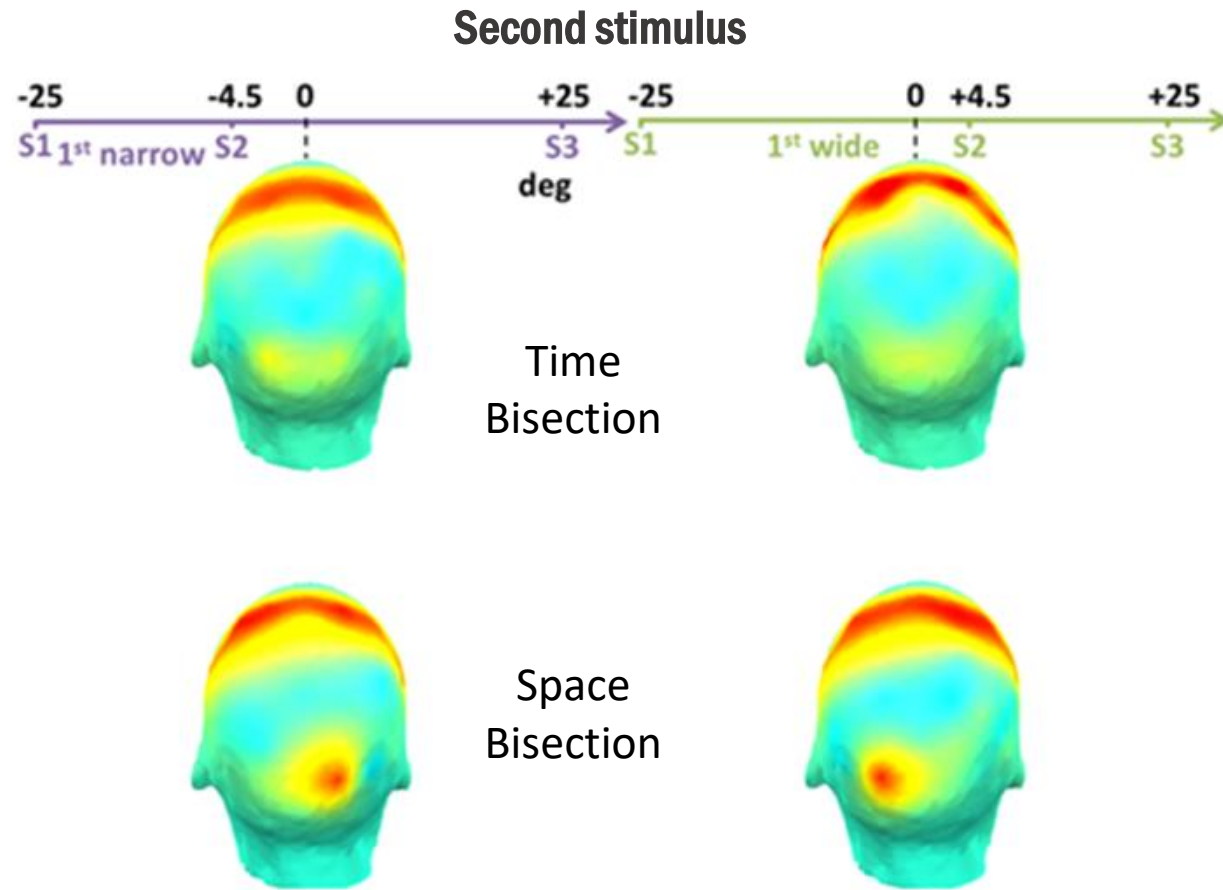 Second stimulus
-25 -4.5 0 +25 -25 0 +4.5 +25
S1 1st narrow S2 S3 S1 1st wide S2 S3
deg
Time
Bisection
Space
Bisection